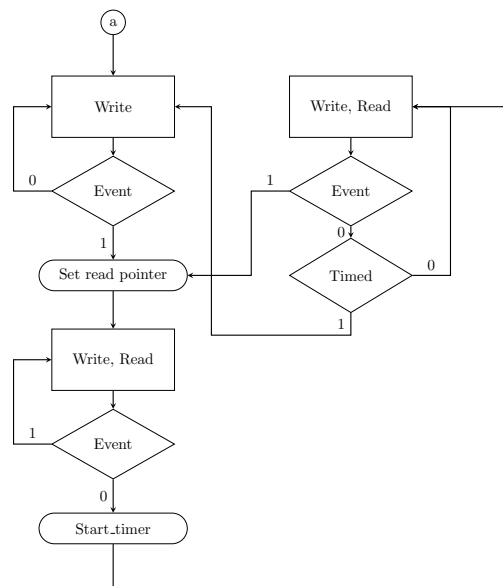 a
Write
Write, Read
0
Event
1
Event
1
0
Set read pointer
Timed
0
1
Write, Read
1
Event
0
Start_timer